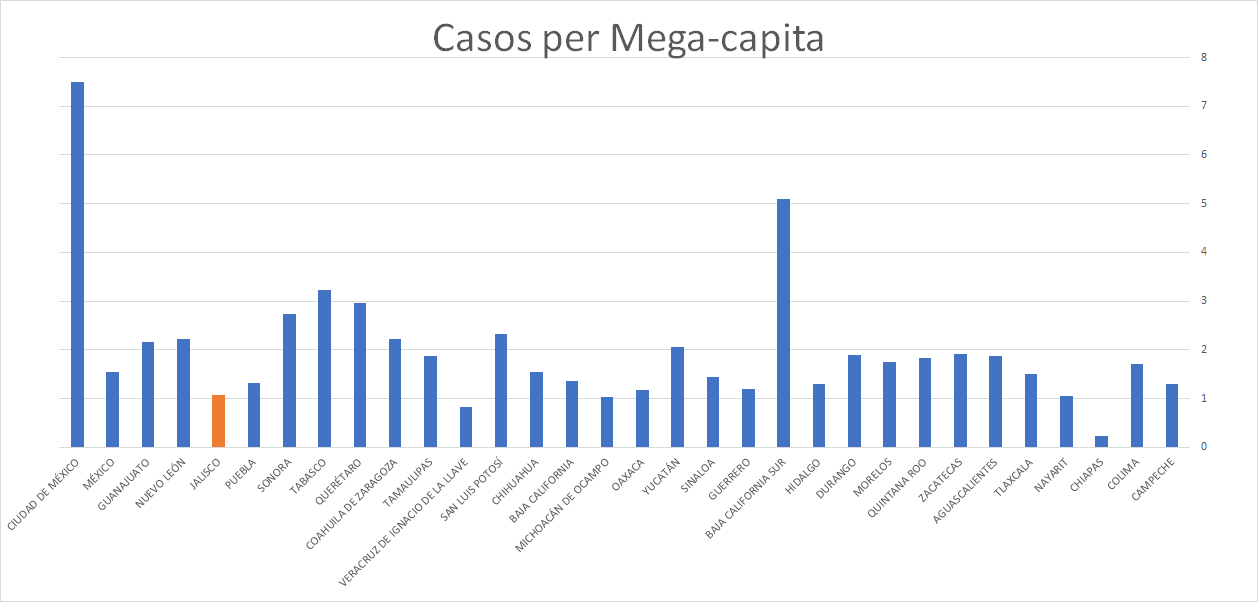 Casos per Mega-capita
8
7
6
5
4
3
2
1
0
CIUDAD DE MÉXICO
MÉXICO
GUANAJUATO
NUEVO LEÓN
JALISCO
PUEBLA
SONORA
TABASCO
QUERÉTARO
COAHUILA DE ZARAGOZA
TAMAULIPAS
VERACRUZ DE IGNACIO DE LA LLAVE
SAN LUIS POTOSÍ
CHIHUAHUA
BAJA CALIFORNIA
MICHOACÁN DE OCAMPO
OAXACA
YUCATÁN
SINALOA
GUERRERO
BAJA CALIFORNIA SUR
HIDALGO
DURANGO
MORELOS
QUINTANA ROO
ZACATECAS
AGUASCALIENTES
TLAXCALA
NAYARIT
CHIAPAS
COLIMA
CAMPECHE